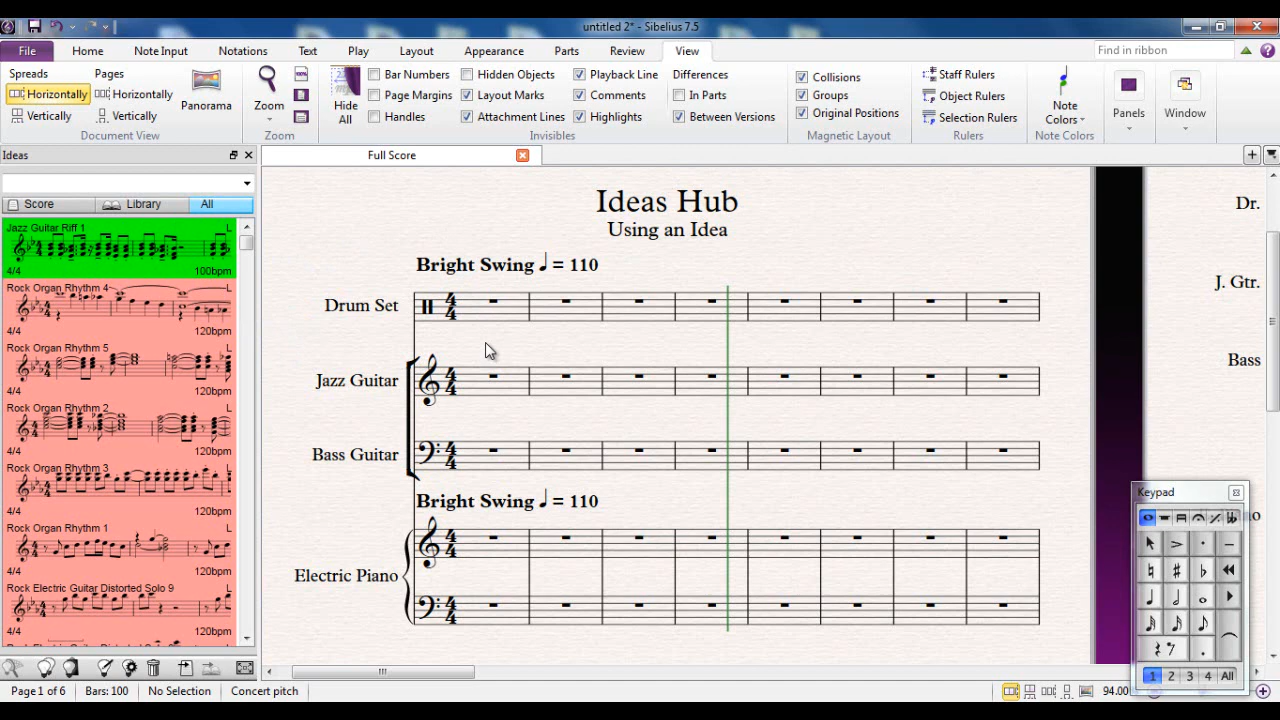 untitled 2* - Sibelius 7.5
File Home Note Input Notations Text Play Layout Appearance Parts Review View Find in ribbon
Spreads Pages
Horizontally Horizontally
Vertically Vertically
Panorama
Document View
Zoom
Zoom
Hide All
Bar Numbers Hidden Objects Playback Line Differences:
Page Margins Layout Marks Comments In Parts
Handles Attachment Lines Highlights Between Versions
Invisibles
Collisions
Groups
Original Positions
Magnetic Layout
Staff Rulers
Object Rulers
Selection Rulers
Rulers
Note Colors
Note Colors
Panels
Window
Ideas
Full Score
Score Library All
Jazz Guitar Riff 1 L
4/4 100bpm
Rock Organ Rhythm 4 L
4/4 120bpm
Rock Organ Rhythm 5 L
4/4 120bpm
Rock Organ Rhythm 2 L
4/4 120bpm
Rock Organ Rhythm 3 L
4/4 120bpm
Rock Organ Rhythm 1 L
4/4 120bpm
Rock Electric Guitar Distorted Solo 9 L
4/4 120bpm
Ideas Hub
Using an Idea
Bright Swing ♩ = 110
Drum Set
Jazz Guitar
Bass Guitar
Bright Swing ♩ = 110
Electric Piano
Dr.
J. Gtr.
Bass
Keypad
1 2 3 4 All
Page 1 of 6 Bars: 100 No Selection Concert pitch 94.00